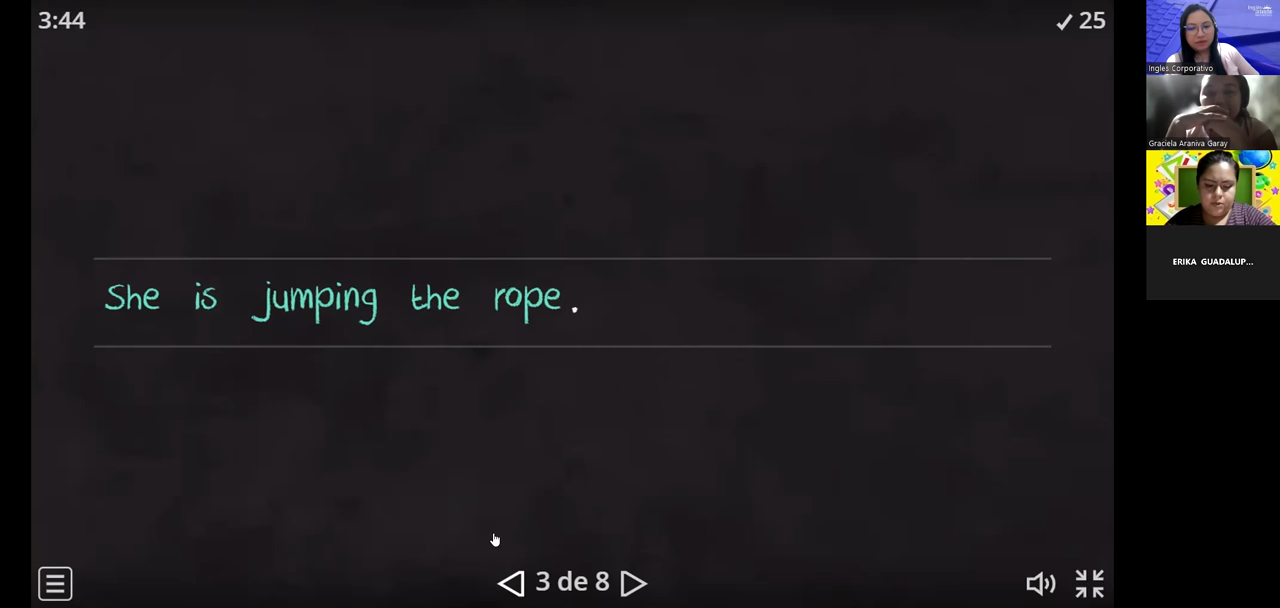 3:44
✓ 25
Ingles Corporativo
Graciela Araniva Garay
ERIKA GUADALUP...
She is jumping the rope.
3 de 8